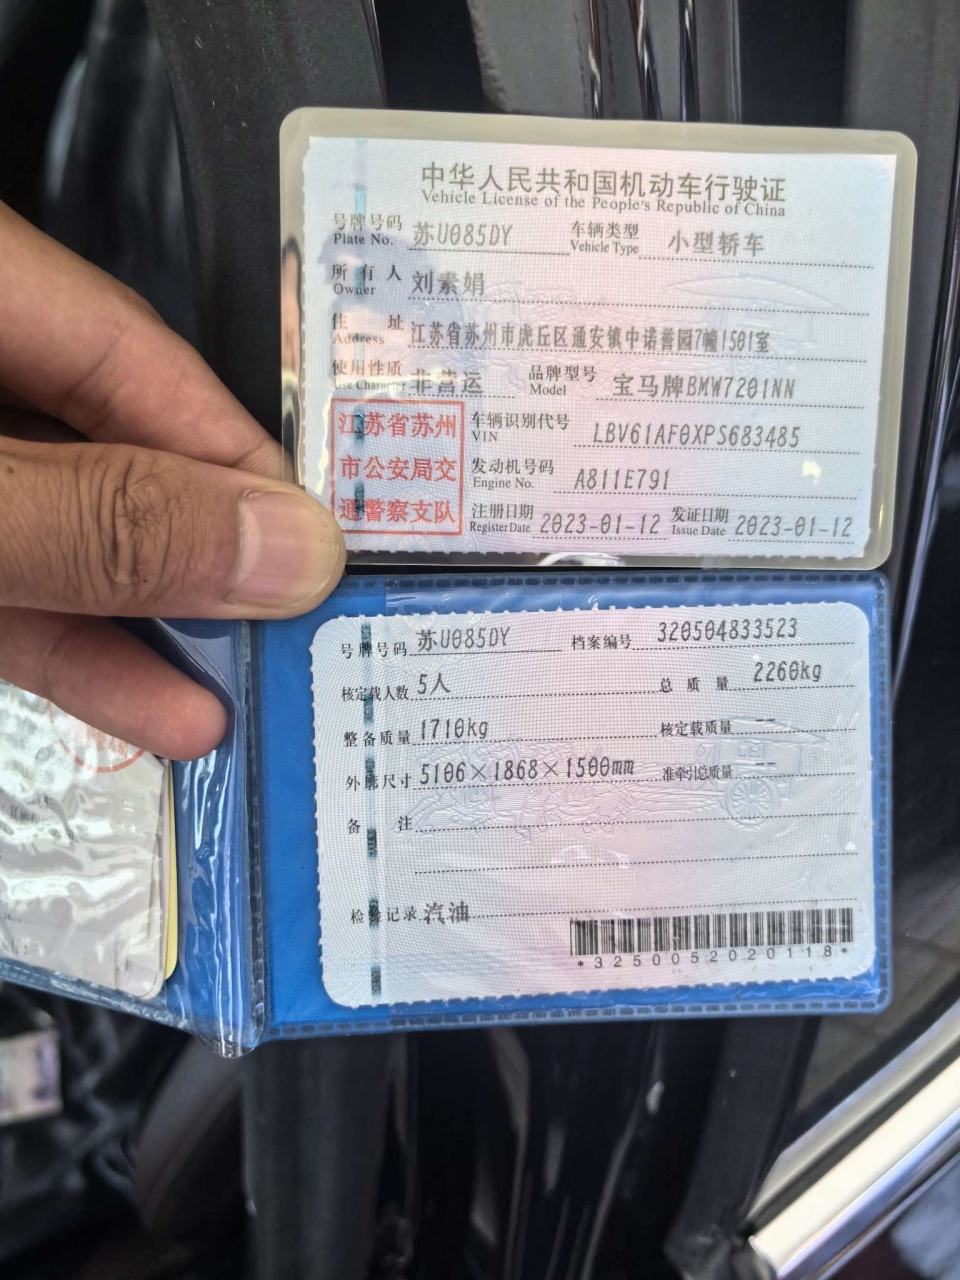 中华人民共和国机动车行驶证
Vehicle License of the People's Republic of China
号牌号码 苏U085DY 车辆类型 小型轿车
Plate No. Vehicle Type
所有人 刘素娟
Owner
住址 江苏省苏州市虎丘区通安镇中诺誉园7幢1501室
Address
使用性质 非营运 品牌型号 宝马牌BMW7201NN
Use Character Model
江苏省苏州
市公安局交
通警察支队
车辆识别代号 LBV61AF0XPS683485
VIN
发动机号码 A811E791
Engine No.
注册日期 2023-01-12 发证日期 2023-01-12
Register Date Issue Date
号牌号码 苏U085DY 档案编号 320504833523
核定载人数 5人 总质量 2260kg
整备质量 1710kg 核定载质量 --
外廓尺寸 5106×1868×1500mm 准牵引总质量 --
备注
检验记录 汽油
*3250052020118*